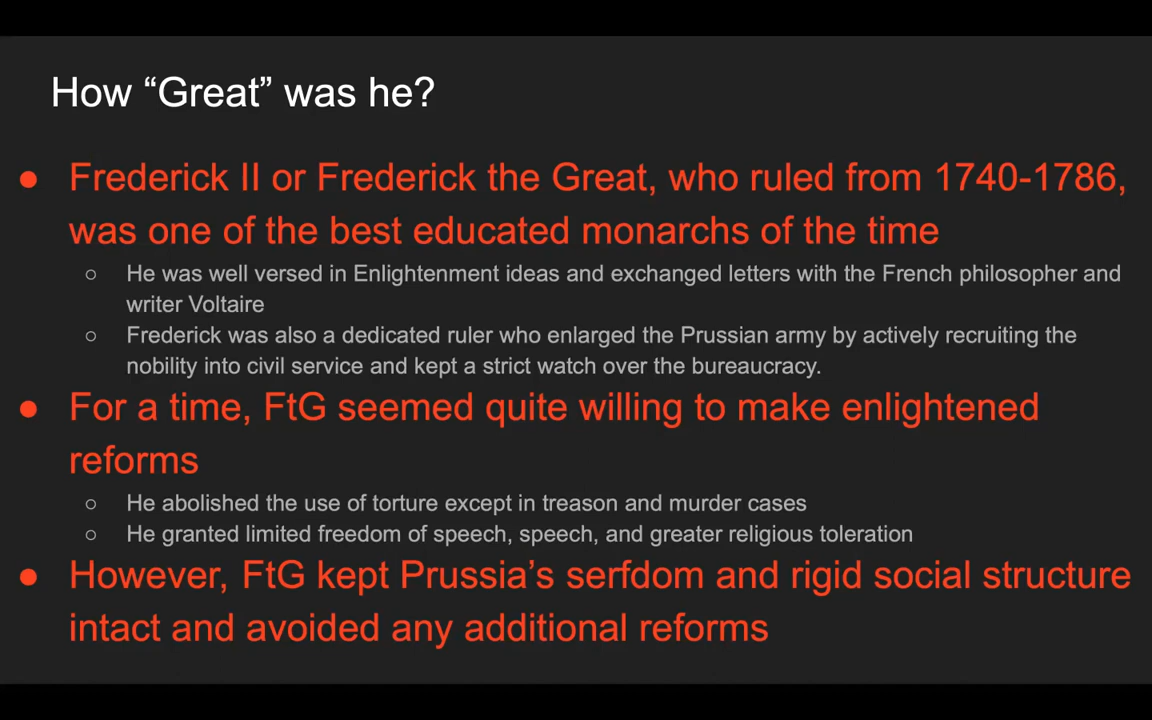 How “Great” was he?
● Frederick II or Frederick the Great, who ruled from 1740-1786,
was one of the best educated monarchs of the time
○ He was well versed in Enlightenment ideas and exchanged letters with the French philosopher and
writer Voltaire
○ Frederick was also a dedicated ruler who enlarged the Prussian army by actively recruiting the
nobility into civil service and kept a strict watch over the bureaucracy.
● For a time, FtG seemed quite willing to make enlightened
reforms
○ He abolished the use of torture except in treason and murder cases
○ He granted limited freedom of speech, speech, and greater religious toleration
● However, FtG kept Prussia’s serfdom and rigid social structure
intact and avoided any additional reforms